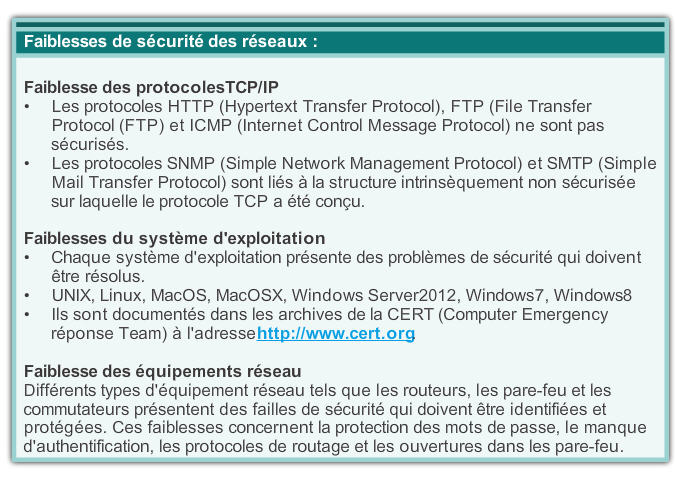 Faiblesses de sécurité des réseaux :
Faiblesse des protocolesTCP/IP
• Les protocoles HTTP (Hypertext Transfer Protocol), FTP (File Transfer
Protocol (FTP) et ICMP (Internet Control Message Protocol) ne sont pas
sécurisés.
• Les protocoles SNMP (Simple Network Management Protocol) et SMTP (Simple
Mail Transfer Protocol) sont liés à la structure intrinsèquement non sécurisée
sur laquelle le protocole TCP a été conçu.
Faiblesses du système d'exploitation
• Chaque système d'exploitation présente des problèmes de sécurité qui doivent
être résolus.
• UNIX, Linux, MacOS, MacOSX, Windows Server2012, Windows7, Windows8
• Ils sont documentés dans les archives de la CERT (Computer Emergency
réponse Team) à l'adressehttp://www.cert.org.
Faiblesse des équipements réseau
Différents types d'équipement réseau tels que les routeurs, les pare-feu et les
commutateurs présentent des failles de sécurité qui doivent être identifiées et
protégées. Ces faiblesses concernent la protection des mots de passe, le manque
d'authentification, les protocoles de routage et les ouvertures dans les pare-feu.